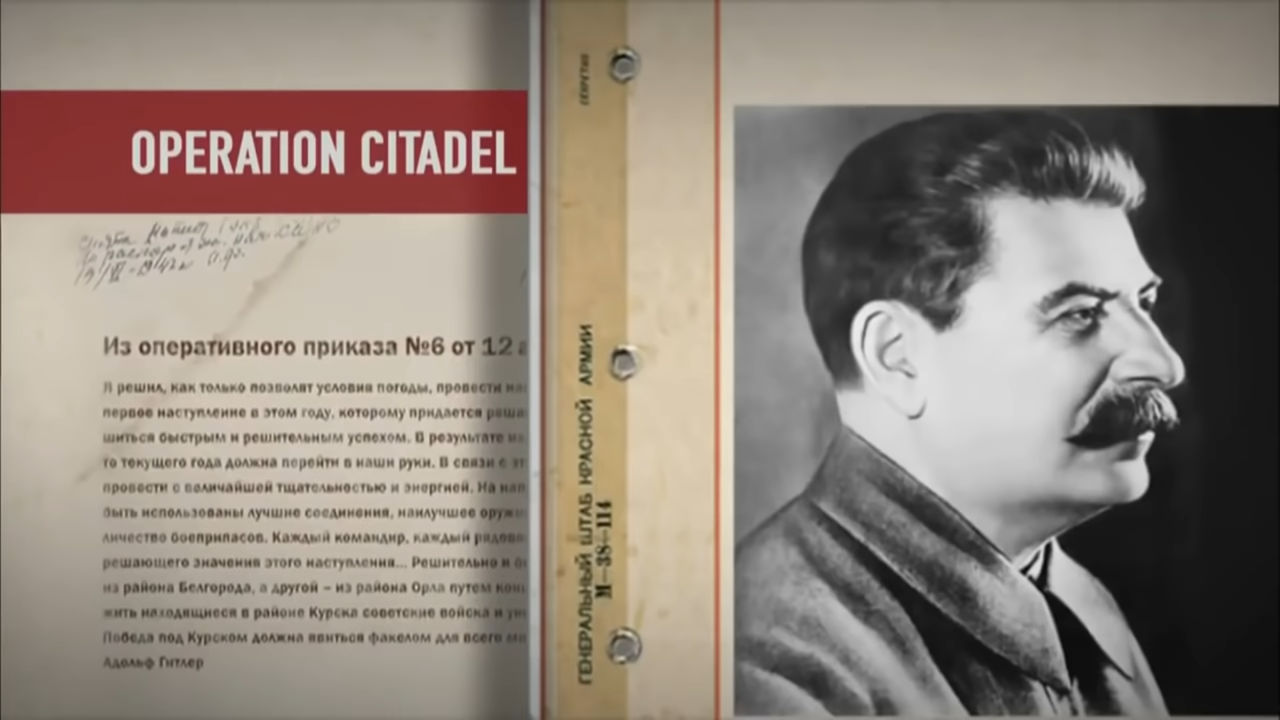 OPERATION CITADEL
Из оперативного приказа №6 от 12
Я решил, как только позволят условия погоды, провести
первое наступление в этом году, которому придается
шиться быстрым и решительным успехом. В результате
го текущего года должна перейти в наши руки. В связи с
провести с величайшей тщательностью и энергией. На
быть использованы лучшие соединения, наилучшее
личество боеприпасов. Каждый командир, каждый
решающего значения этого наступления... Решительно и
из района Белгорода, а другой – из района Орла путем
жить находящиеся в районе Курска советские войска и
Победа под Курском должна явиться факелом для всего
Адольф Гитлер
СЕКРЕТНО
ГЕНЕРАЛЬНЫЙ ШТАБ КРАСНОЙ АРМИИ
М—38—114